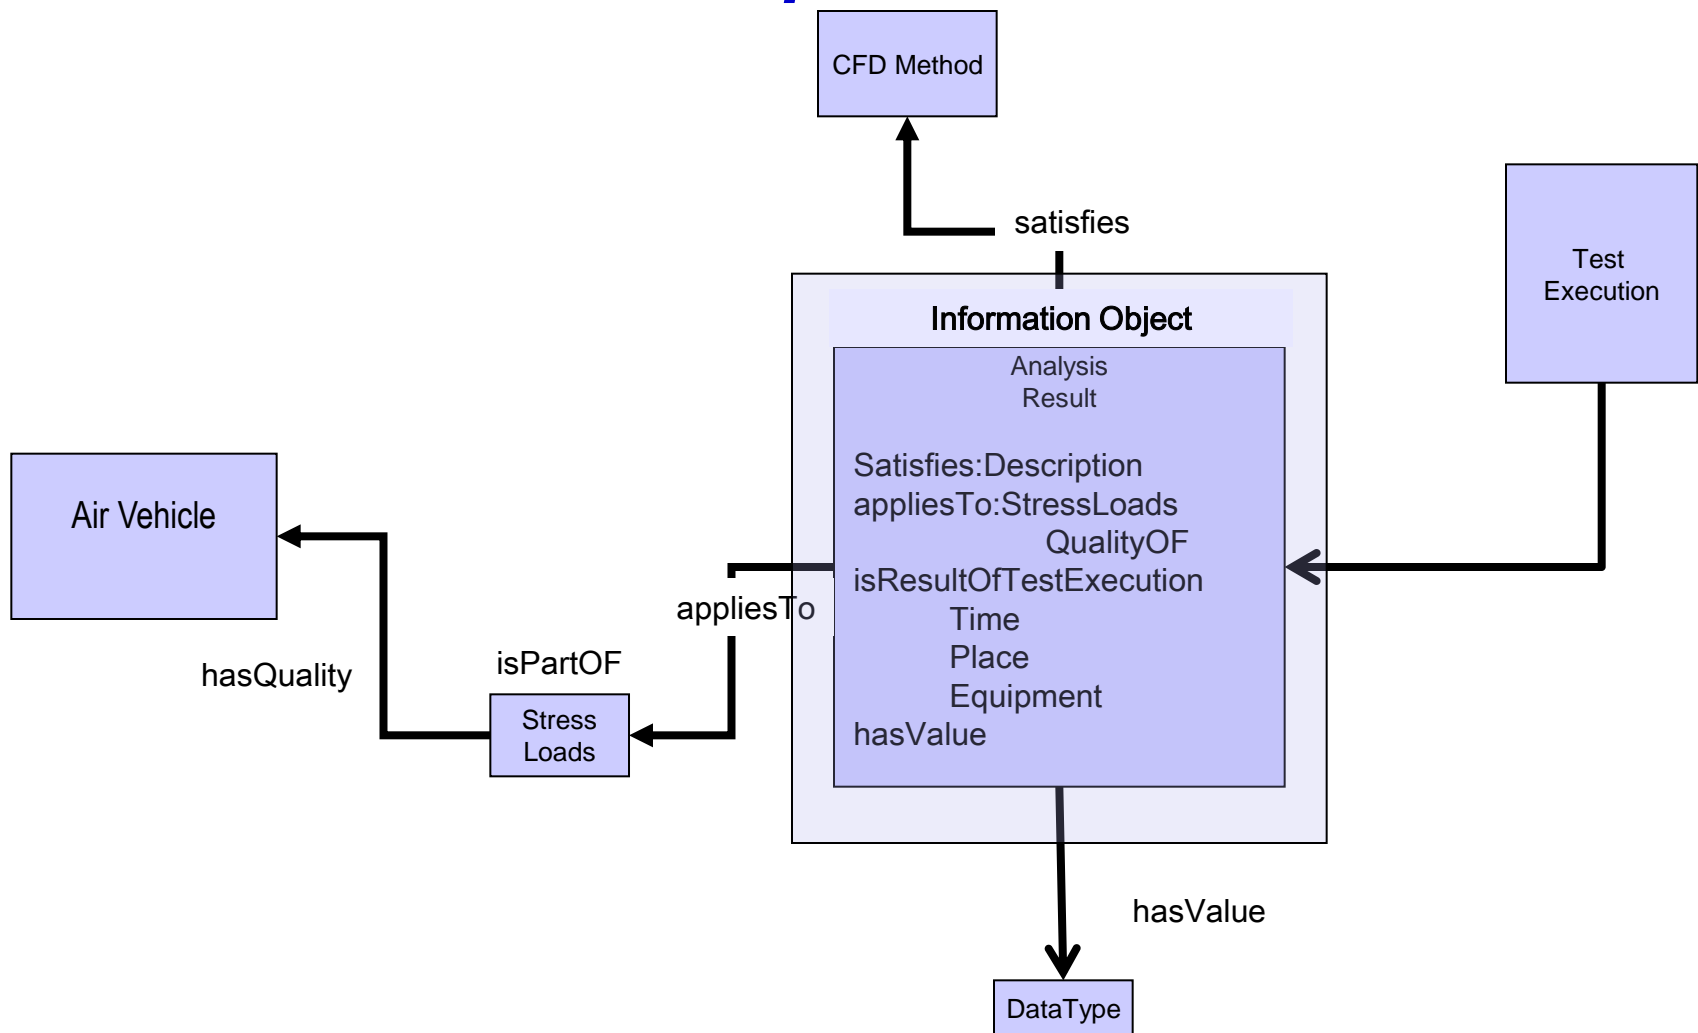 CFD Method
satisfies
Test
Execution
Information Object
Analysis
Result
Satisfies:Description
appliesTo:StressLoads
QualityOF
isResultOfTestExecution
Time
Place
Equipment
hasValue
Air Vehicle
appliesTo
hasQuality
isPartOF
Stress
Loads
hasValue
DataType